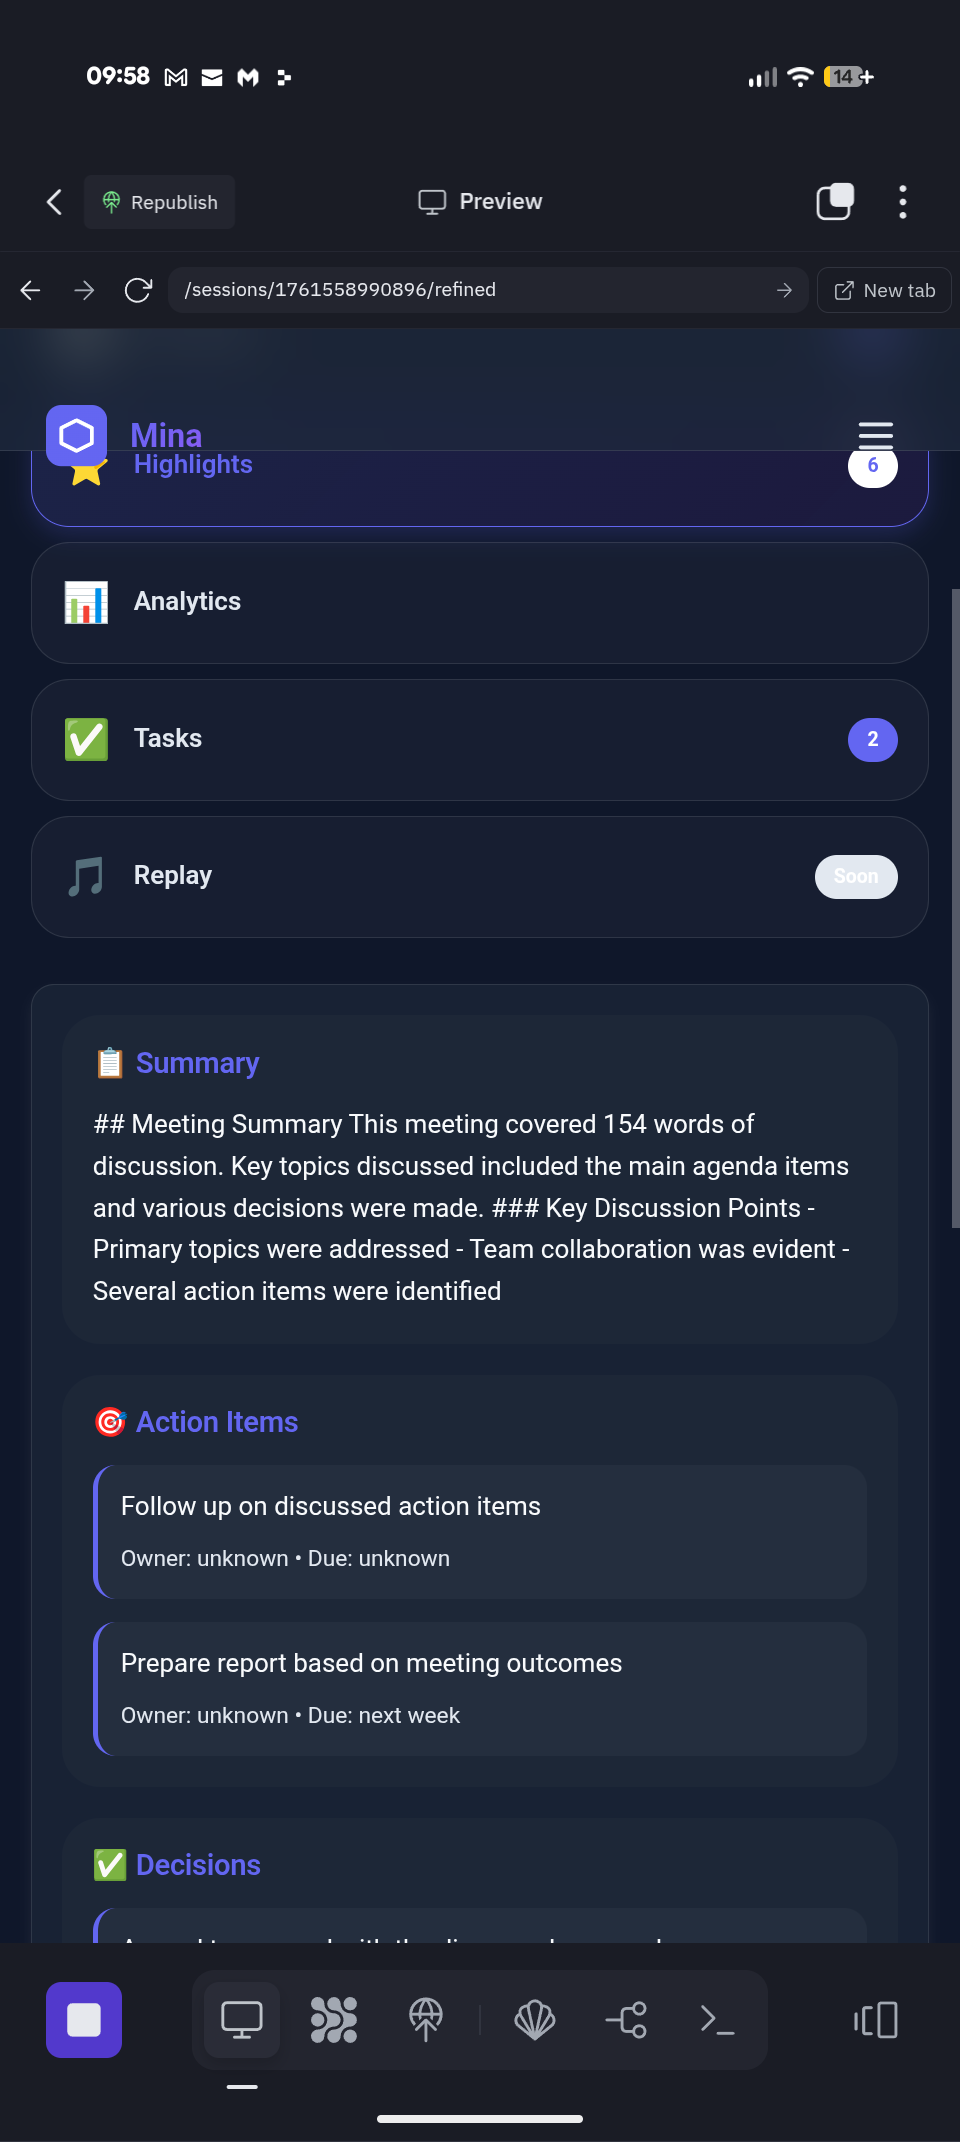 09:58
14
Republish
Preview
/sessions/1761558990896/refined
New tab
Mina
Highlights
6
Analytics
Tasks
2
Replay
Soon
Summary
## Meeting Summary This meeting covered 154 words of
discussion. Key topics discussed included the main agenda items
and various decisions were made. ### Key Discussion Points -
Primary topics were addressed - Team collaboration was evident -
Several action items were identified
Action Items
Follow up on discussed action items
Owner: unknown • Due: unknown
Prepare report based on meeting outcomes
Owner: unknown • Due: next week
Decisions